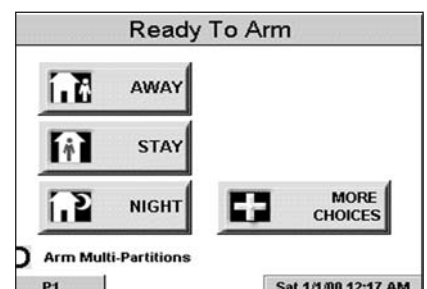 Ready To Arm
AWAY
STAY
NIGHT
MORE
CHOICES
Arm Multi-Partitions
P1
Sat 1/1/00 12:17 AM